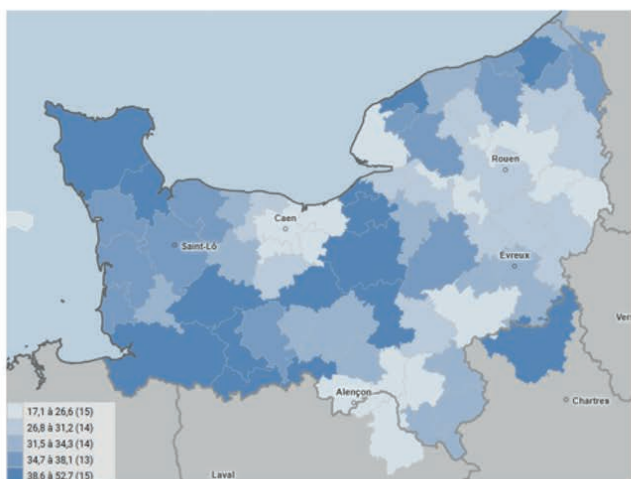 Rouen
Caen
Saint-Lô
Évreux
Alençon
Chartres
Laval
17,1 à 26,6 (15)
26,8 à 31,2 (14)
31,5 à 34,3 (14)
34,7 à 38,1 (13)
38,6 à 52,7 (15)